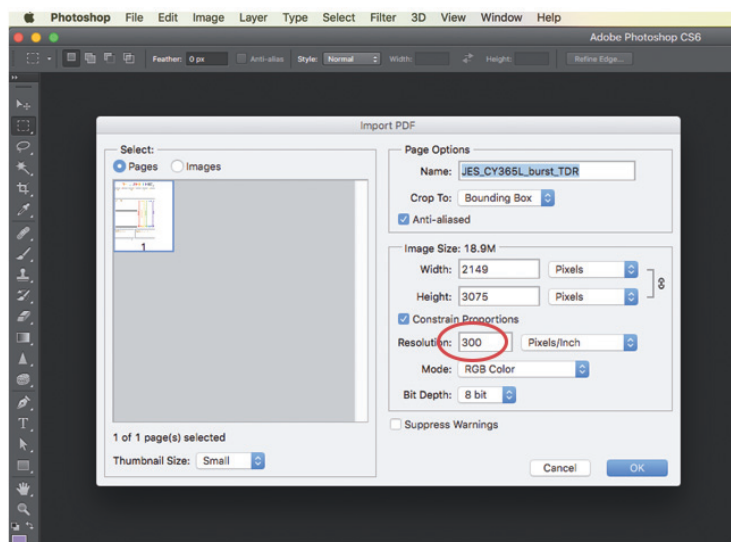 Photoshop File Edit Image Layer Type Select Filter 3D View Window Help
Adobe Photoshop CS6
Feather: 0 px Anti-alias Style: Normal Width: Height: Refine Edge...
Import PDF
Select:
Pages Images
1
1 of 1 page(s) selected
Thumbnail Size: Small
Page Options
Name: JES_CY365L_burst_TDR
Crop To: Bounding Box
Anti-aliased
Image Size: 18.9M
Width: 2149 Pixels
Height: 3075 Pixels
Constrain Proportions
Resolution: 300 Pixels/Inch
Mode: RGB Color
Bit Depth: 8 bit
Suppress Warnings
Cancel OK